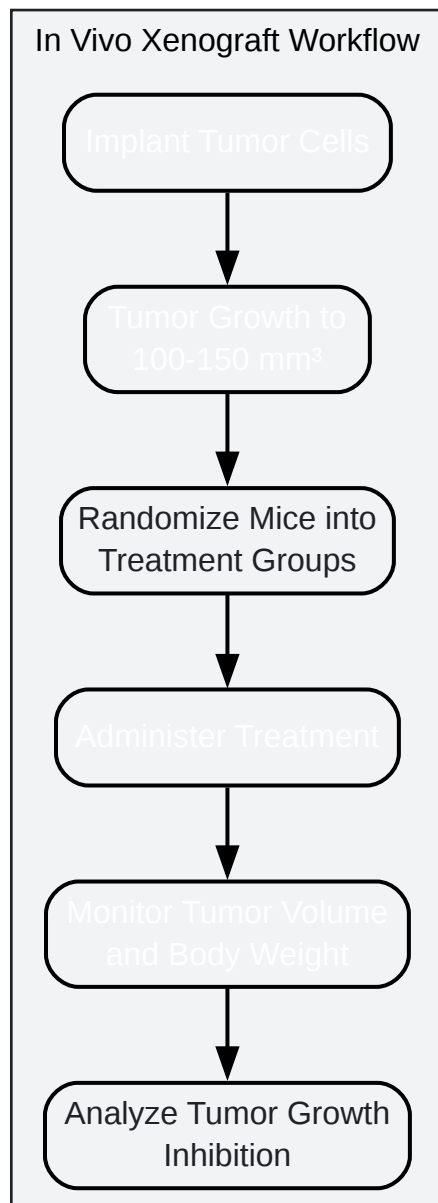 In Vivo Xenograft Workflow
Implant Tumor Cells
Tumor Growth to
100-150 mm³
Randomize Mice into
Treatment Groups
Administer Treatment
Monitor Tumor Volume
and Body Weight
Analyze Tumor Growth
Inhibition